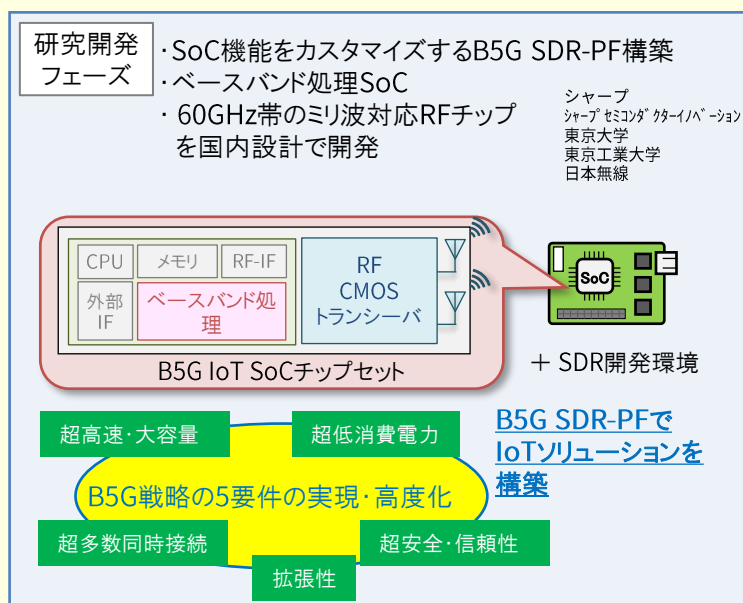 研究開発
フェーズ
・SoC機能をカスタマイズするB5G SDR-PF構築
・ベースバンド処理SoC
・60GHz帯のミリ波対応RFチップ
を国内設計で開発
シャープ
シャープセミコンダクターイノベーション
東京大学
東京工業大学
日本無線
CPU
メモリ
RF-IF
外部
IF
ベースバンド処
理
RF
CMOS
トランシーバ
SoC
B5G IoT SoCチップセット
＋ SDR開発環境
超高速・大容量
超低消費電力
B5G SDR-PFで
IoTソリューションを
構築
B5G戦略の5要件の実現・高度化
超多数同時接続
超安全・信頼性
拡張性